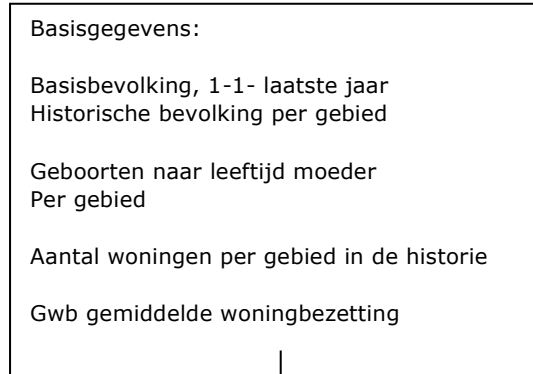 Basisgegevens:
Basisbevolking, 1-1- laatste jaar
Historische bevolking per gebied
Geboorten naar leeftijd moeder
Per gebied
Aantal woningen per gebied in de historie
Gwb gemiddelde woningbezetting